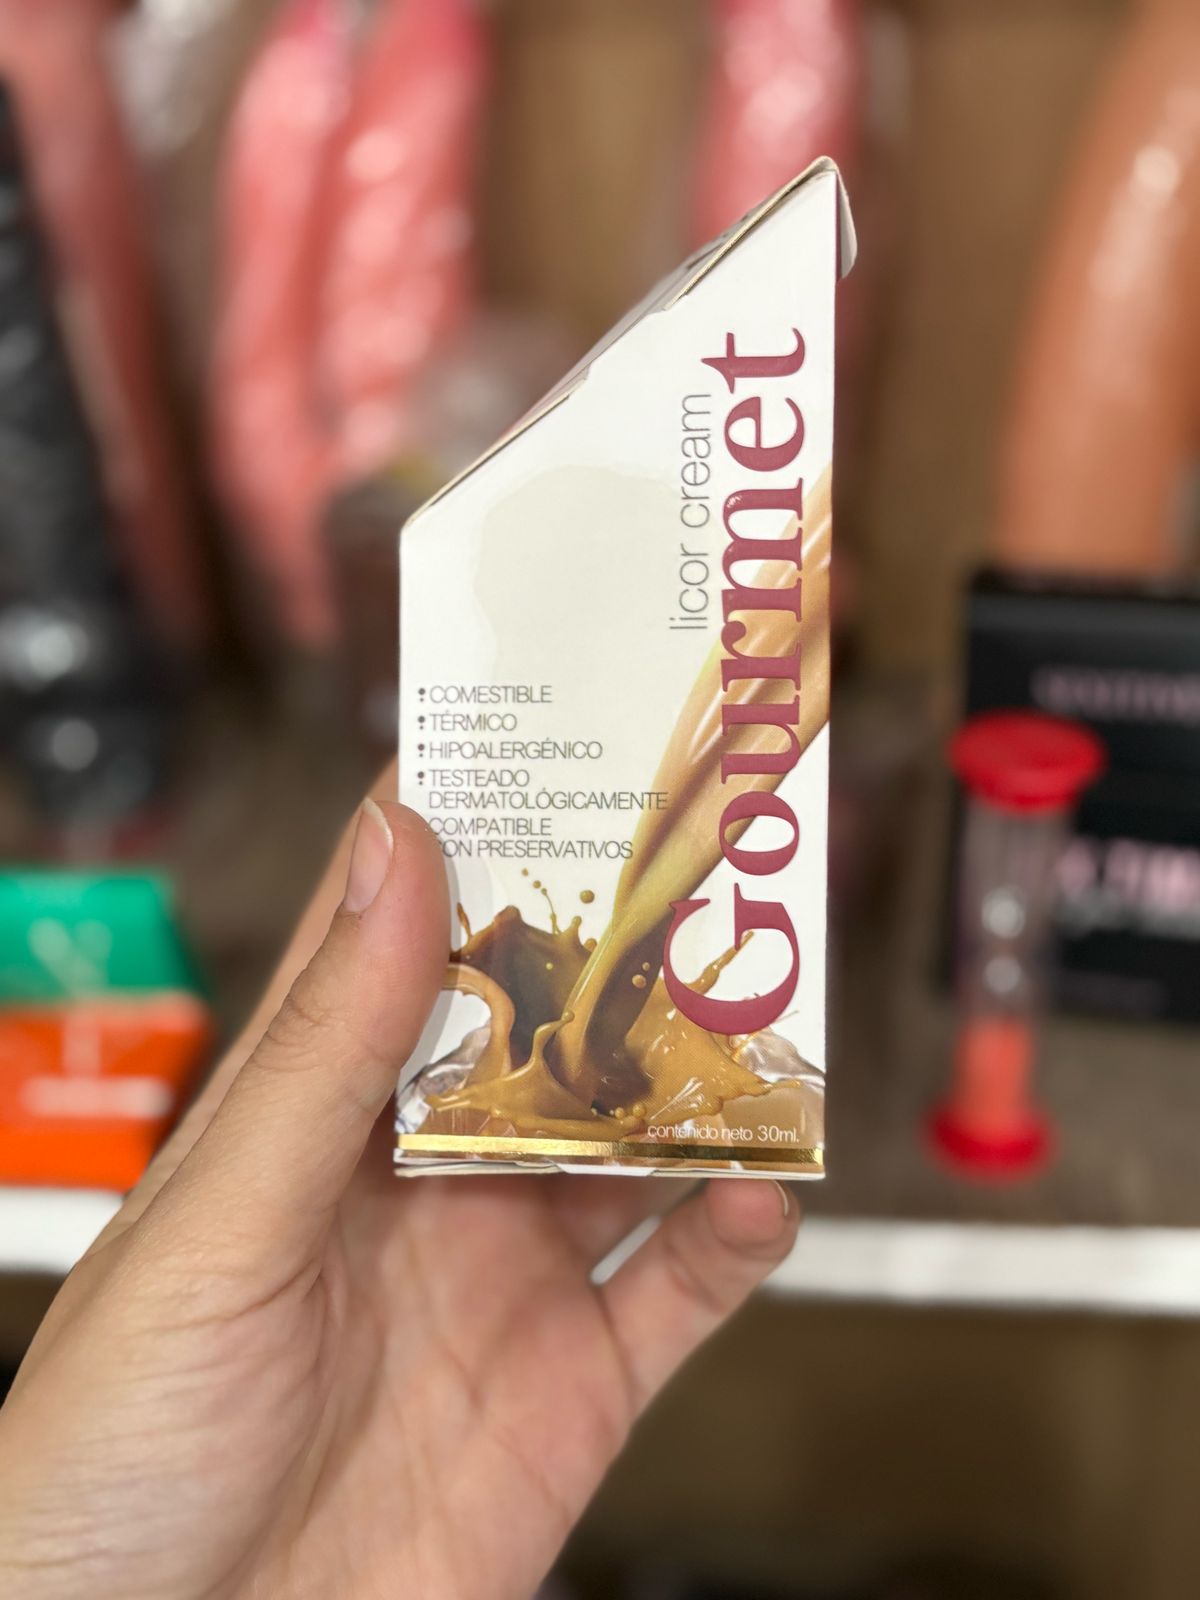 licor cream
Gourmet
COMESTIBLE
TÉRMICO
HIPOALERGÉNICO
TESTEADO
DERMATOLÓGICAMENTE
COMPATIBLE
CON PRESERVATIVOS
contenido neto 30ml.